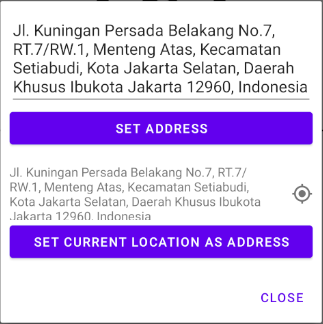 Jl. Kuningan Persada Belakang No.7,
RT.7/RW.1, Menteng Atas, Kecamatan
Setiabudi, Kota Jakarta Selatan, Daerah
Khusus Ibukota Jakarta 12960, Indonesia
SET ADDRESS
Jl. Kuningan Persada Belakang No.7, RT.7/
RW.1, Menteng Atas, Kecamatan Setiabudi,
Kota Jakarta Selatan, Daerah Khusus Ibukota
Jakarta 12960, Indonesia
SET CURRENT LOCATION AS ADDRESS
CLOSE